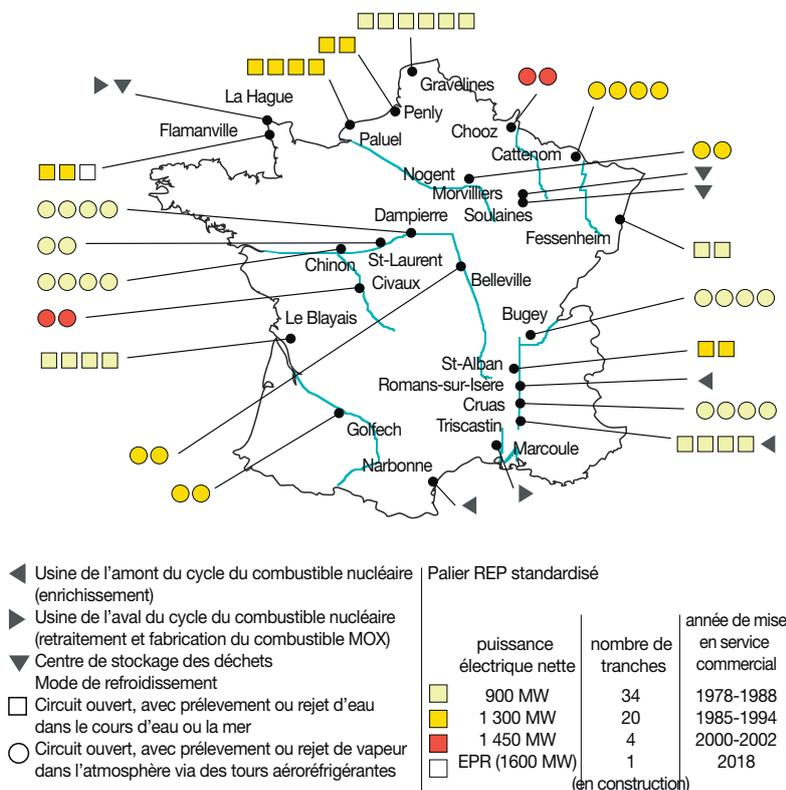 Gravelines
La Hague
Penly
Flamanville
Paluel
Chooz
Cattenom
Nogent
Morvilliers
Soulaines
Dampierre
Fessenheim
St-Laurent
Chinon
Civaux
Belleville
Le Blayais
Bugey
St-Alban
Romans-sur-Isère
Cruas
Triscastin
Golfech
Marcoule
Narbonne
Usine de l’amont du cycle du combustible nucléaire
(enrichissement)
Usine de l’aval du cycle du combustible nucléaire
(retraitement et fabrication du combustible MOX)
Centre de stockage des déchets
Mode de refroidissement
Circuit ouvert, avec prélevement ou rejet d’eau
dans le cours d’eau ou la mer
Circuit ouvert, avec prélevement ou rejet de vapeur
dans l’atmosphère via des tours aéroréfrigérantes
Palier REP standardisé
puissance
électrique nette
nombre de
tranches
année de mise
en service
commercial
900 MW 34 1978-1988
1 300 MW 20 1985-1994
1 450 MW 4 2000-2002
EPR (1600 MW) 1 2018
(en construction)